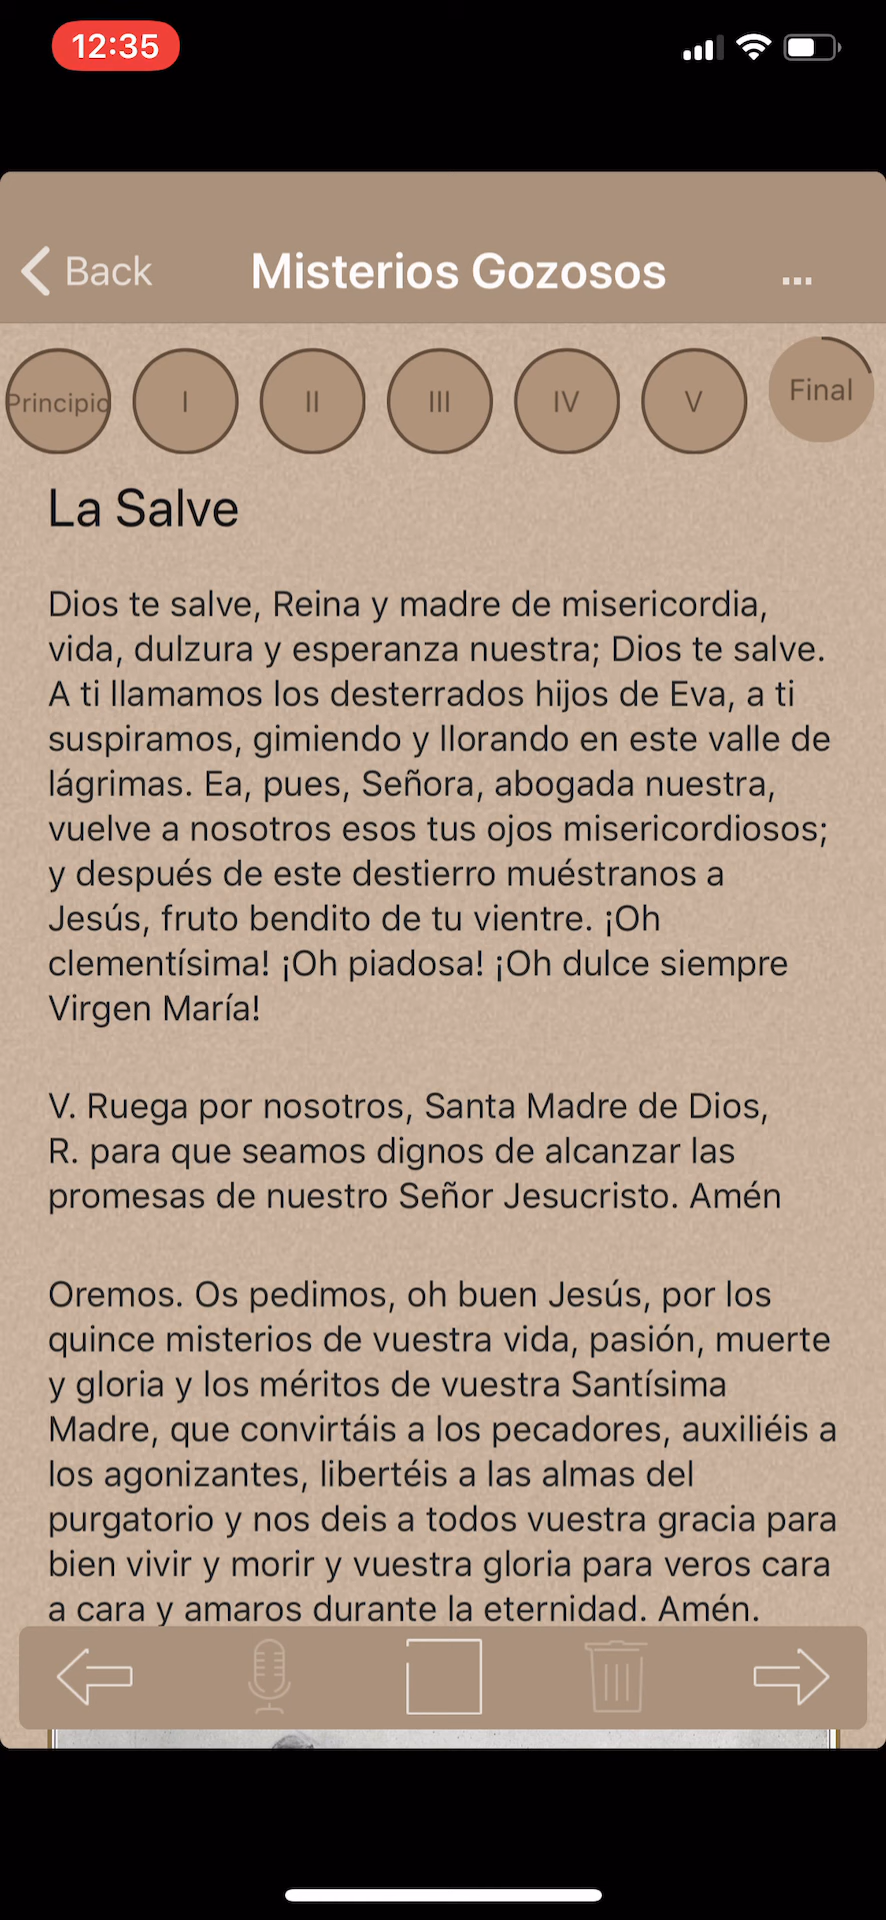 12:35
Back
Misterios Gozosos
...
Principio
I
II
III
IV
V
Final
La Salve
Dios te salve, Reina y madre de misericordia,
vida, dulzura y esperanza nuestra; Dios te salve.
A ti llamamos los desterrados hijos de Eva, a ti
suspiramos, gimiendo y llorando en este valle de
lágrimas. Ea, pues, Señora, abogada nuestra,
vuelve a nosotros esos tus ojos misericordiosos;
y después de este destierro muéstranos a
Jesús, fruto bendito de tu vientre. ¡Oh
clementísima! ¡Oh piadosa! ¡Oh dulce siempre
Virgen María!
V. Ruega por nosotros, Santa Madre de Dios,
R. para que seamos dignos de alcanzar las
promesas de nuestro Señor Jesucristo. Amén
Oremos. Os pedimos, oh buen Jesús, por los
quince misterios de vuestra vida, pasión, muerte
y gloria y los méritos de vuestra Santísima
Madre, que convirtáis a los pecadores, auxiliéis a
los agonizantes, libertéis a las almas del
purgatorio y nos deis a todos vuestra gracia para
bien vivir y morir y vuestra gloria para veros cara
a cara y amaros durante la eternidad. Amén.